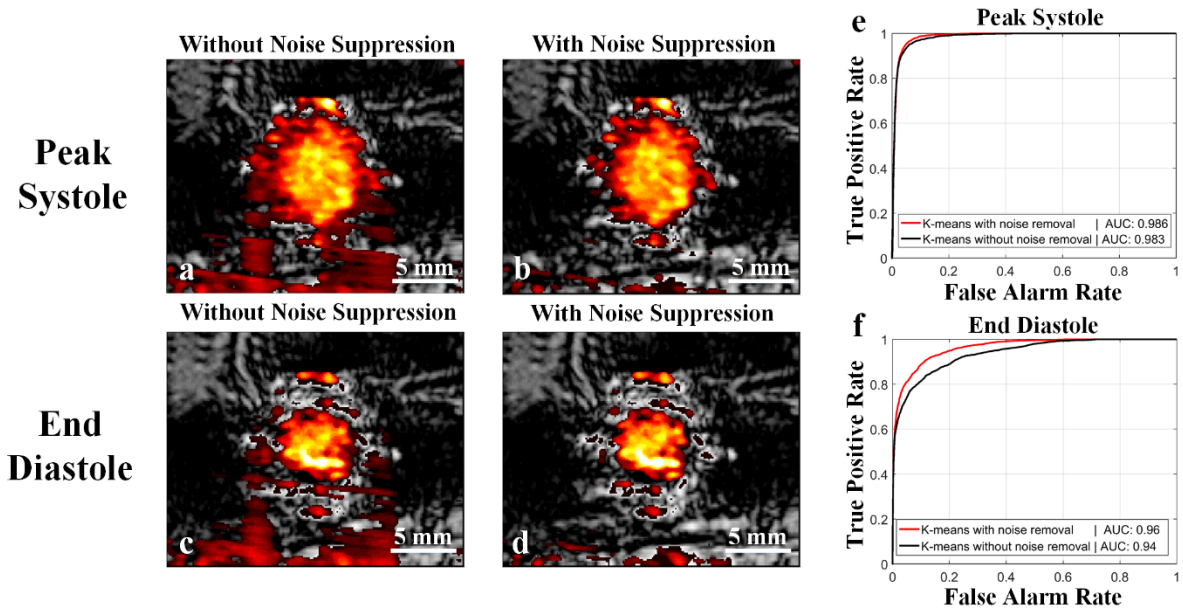 Without Noise Suppression
With Noise Suppression
Peak
Systole
a
5 mm
b
5 mm
Without Noise Suppression
With Noise Suppression
End
Diastole
c
5 mm
d
5 mm
e
Peak Systole
True Positive Rate
1
0.8
0.6
0.4
0.2
0
K-means with noise removal | AUC: 0.986
K-means without noise removal | AUC: 0.983
0 0.2 0.4 0.6 0.8 1
False Alarm Rate
f
End Diastole
True Positive Rate
1
0.8
0.6
0.4
0.2
0
K-means with noise removal | AUC: 0.96
K-means without noise removal | AUC: 0.94
0 0.2 0.4 0.6 0.8 1
False Alarm Rate